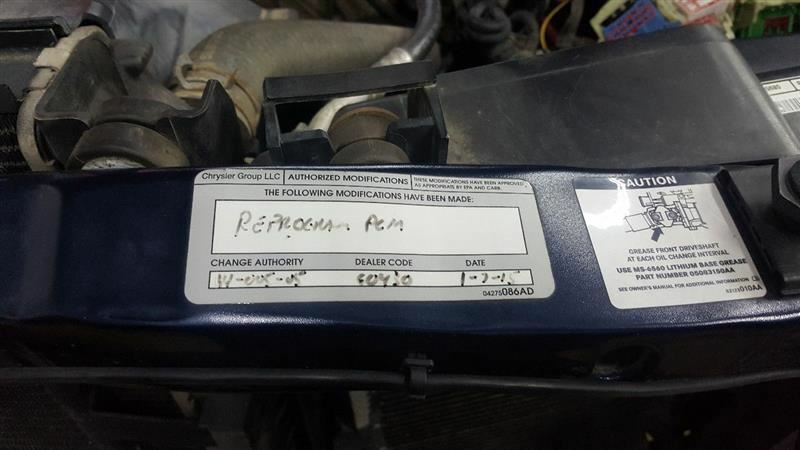 Chrysler Group LLC AUTHORIZED MODIFICATIONS THESE MODIFICATIONS HAVE BEEN APPROVED AS APPROPRIATE BY EPA AND CARB.
THE FOLLOWING MODIFICATIONS HAVE BEEN MADE:
REPROGRAM PCM
CHANGE AUTHORITY DEALER CODE DATE
60430 1-7-15
04275086AD
CAUTION
GREASE FRONT DRIVESHAFT
AT EACH OIL CHANGE INTERVAL
USE MS-6560 LITHIUM BASE GREASE
PART NUMBER 05083150AA
SEE OWNER'S MANUAL FOR ADDITIONAL INFORMATION
010AA